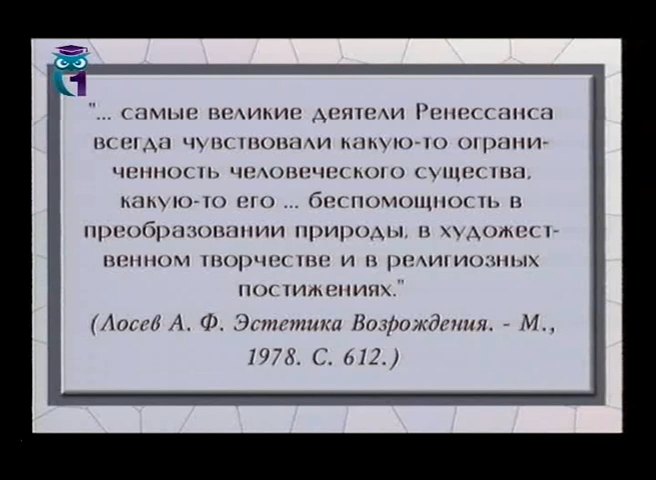 1
"... самые великие деятели Ренессанса
всегда чувствовали какую-то ограни-
ченность человеческого существа,
какую-то его ... беспомощность в
преобразовании природы, в художест-
венном творчестве и в религиозных
постижениях."
(Лосев А. Ф. Эстетика Возрождения. - М.,
1978. С. 612.)